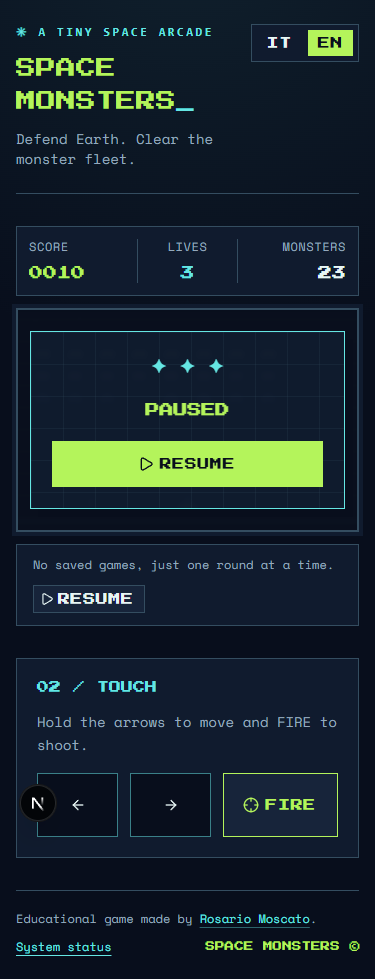 ✳ A TINY SPACE ARCADE
IT EN
SPACE
MONSTERS_
Defend Earth. Clear the
monster fleet.
SCORE LIVES MONSTERS
0010 3 23
PAUSED
RESUME
No saved games, just one round at a time.
RESUME
02 / TOUCH
Hold the arrows to move and FIRE to
shoot.
N ← → FIRE
Educational game made by Rosario Moscato.
System status SPACE MONSTERS ©